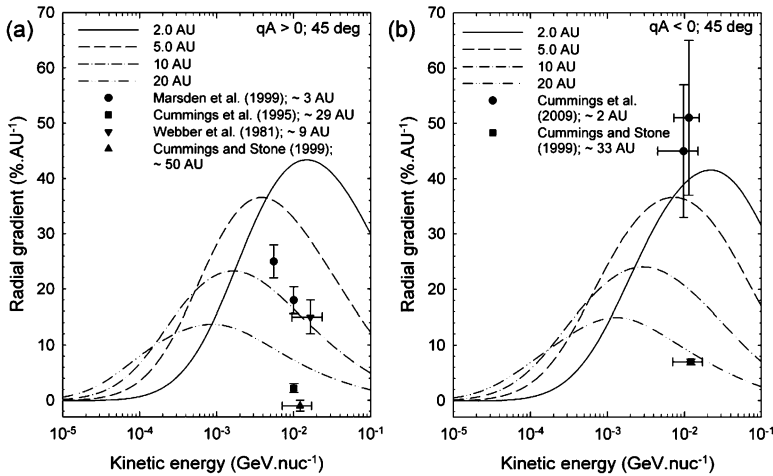 (a)
qA > 0; 45 deg
2.0 AU
5.0 AU
10 AU
20 AU
Marsden et al. (1999); ~ 3 AU
Cummings et al. (1995); ~ 29 AU
Webber et al. (1981); ~ 9 AU
Cummings and Stone (1999);
~ 50 AU
Radial gradient (%.AU⁻¹)
70
60
50
40
30
20
10
0
10⁻⁵
10⁻⁴
10⁻³
10⁻²
10⁻¹
Kinetic energy (GeV.nuc⁻¹)
(b)
qA < 0; 45 deg
2.0 AU
5.0 AU
10 AU
20 AU
Cummings et al.
(2009); ~ 2 AU
Cummings and Stone
(1999); ~ 33 AU
Radial gradient (%.AU⁻¹)
70
60
50
40
30
20
10
0
10⁻⁵
10⁻⁴
10⁻³
10⁻²
10⁻¹
Kinetic energy (GeV.nuc⁻¹)